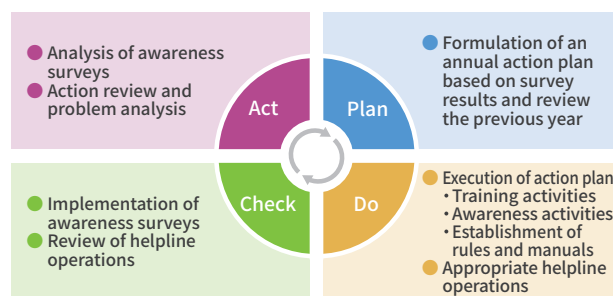 ● Analysis of awareness
surveys
● Action review and
problem analysis
Act
Plan
● Formulation of an
annual action plan
based on survey
results and review
the previous year
● Implementation of
awareness surveys
● Review of helpline
operations
Check
Do
● Execution of action plan
・Training activities
・Awareness activities
・Establishment of
rules and manuals
● Appropriate helpline
operations